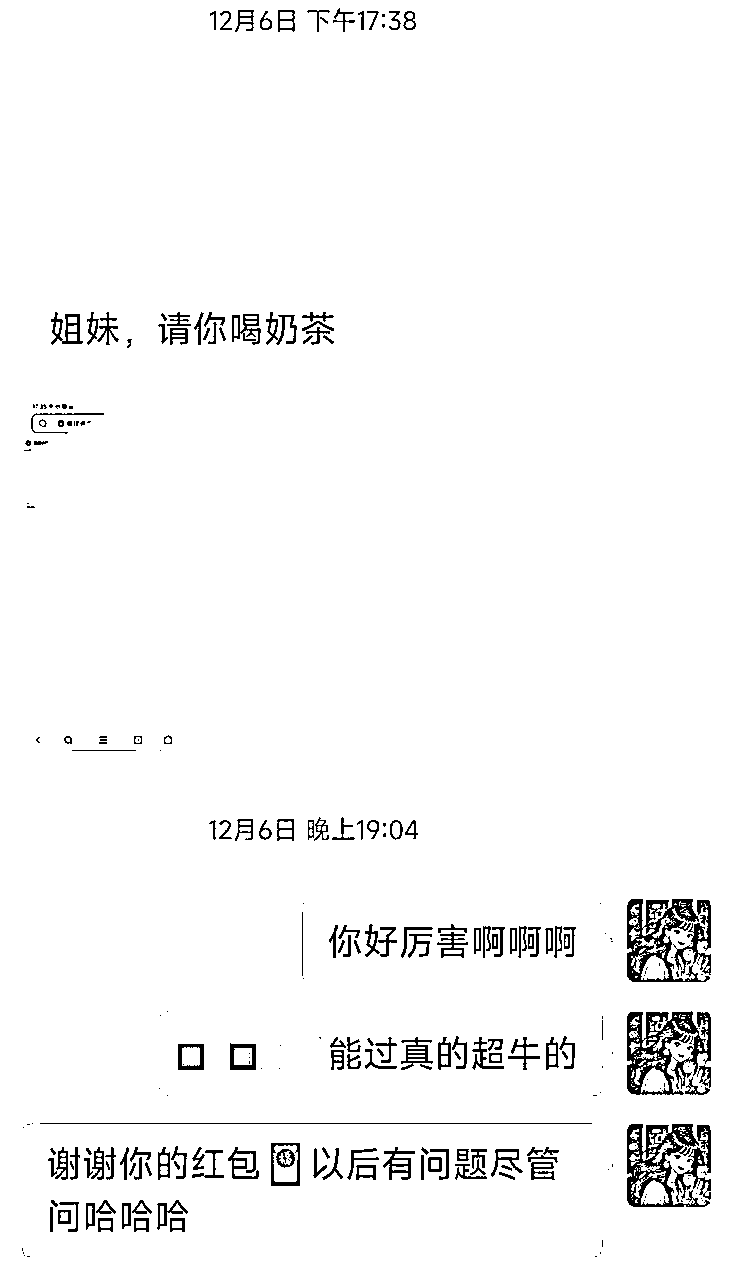 12月6日 下午17:38
姐妹，请你喝奶茶
12月6日 晚上19:04
你好厉害啊啊啊
能过真的超牛的
谢谢你的红包 以后有问题尽管
问哈哈哈